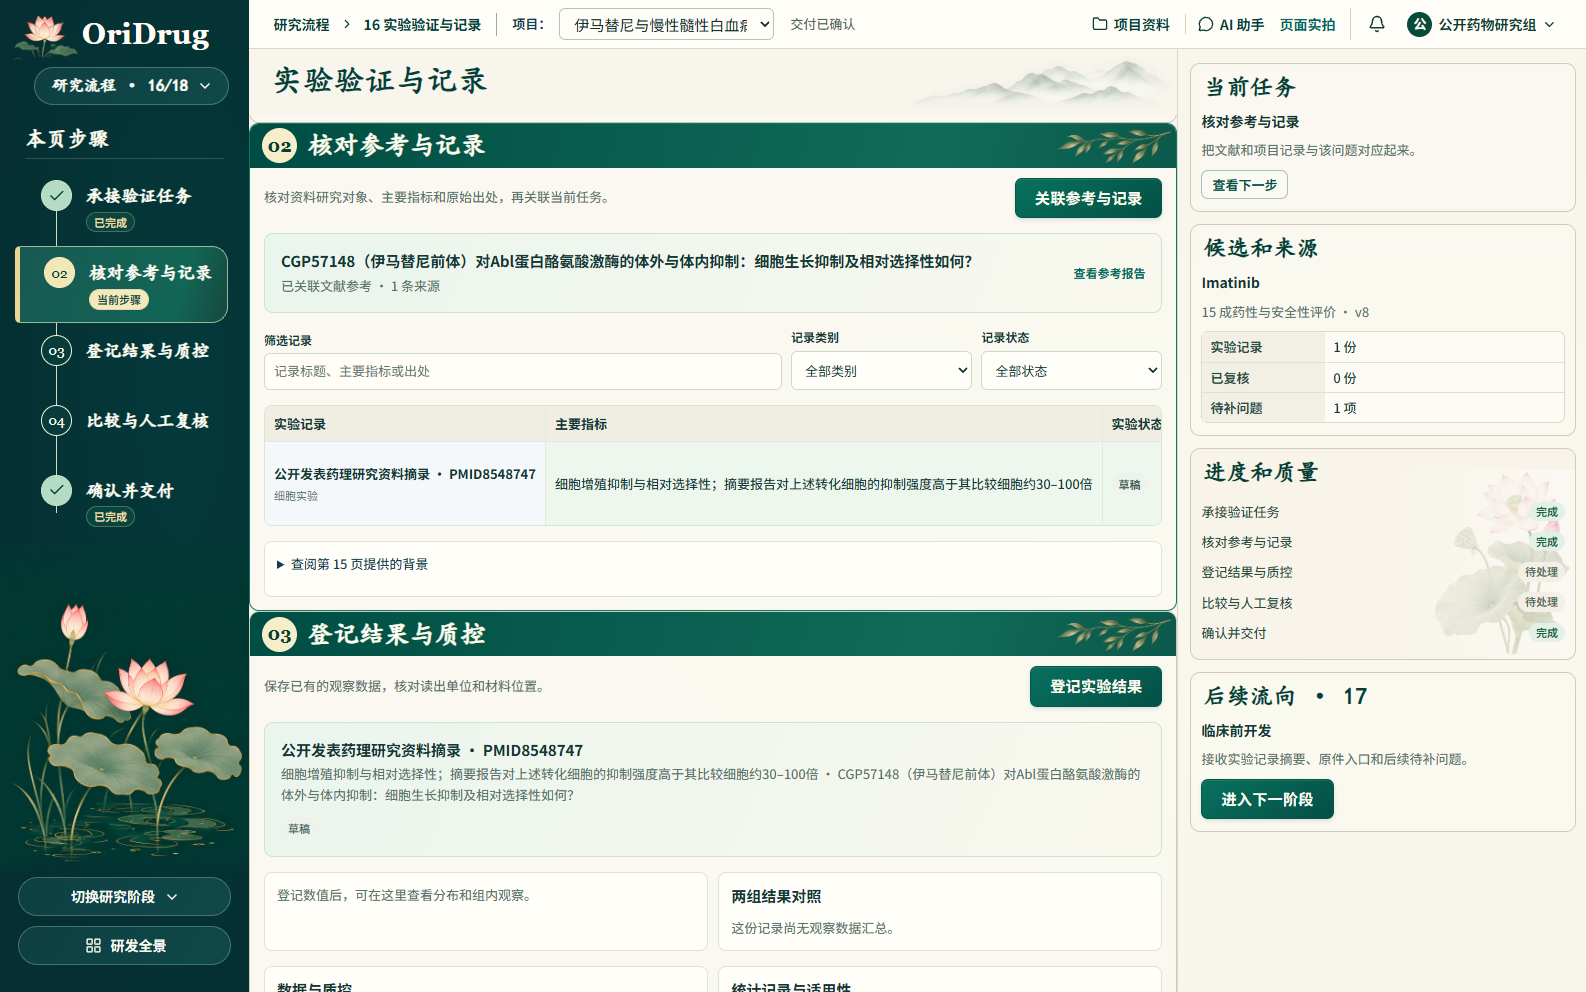 OriDrug
研究流程 • 16/18
本页步骤
承接验证任务
已完成
02
核对参考与记录
当前步骤
03
登记结果与质控
04
比较与人工复核
确认并交付
已完成
切换研究阶段
研发全景
研究流程 > 16 实验验证与记录
项目：
伊马替尼与慢性髓性白血病
交付已确认
项目资料
AI 助手
页面实拍
公
公开药物研究组
实验验证与记录
02 核对参考与记录
核对资料研究对象、主要指标和原始出处，再关联当前任务。
关联参考与记录
CGP57148（伊马替尼前体）对Abl蛋白酪氨酸激酶的体外与体内抑制：细胞生长抑制及相对选择性如何？
已关联文献参考 • 1 条来源
查看参考报告
筛选记录
记录类别
记录状态
记录标题、主要指标或出处
全部类别
全部状态
实验记录
主要指标
实验状态
公开发表药理研究资料摘录 • PMID8548747
细胞实验
细胞增殖抑制与相对选择性；摘要报告对上述转化细胞的抑制强度高于其比较细胞约30–100倍
草稿
查阅第 15 页提供的背景
03 登记结果与质控
保存已有的观察数据，核对读出单位和材料位置。
登记实验结果
公开发表药理研究资料摘录 • PMID8548747
细胞增殖抑制与相对选择性；摘要报告对上述转化细胞的抑制强度高于其比较细胞约30–100倍 • CGP57148（伊马替尼前体）对Abl蛋白酪氨酸激酶的
体外与体内抑制：细胞生长抑制及相对选择性如何？
草稿
登记数值后，可在这里查看分布和组内观察。
两组结果对照
这份记录尚无观察数据汇总。
数据与质控
统计记录与适用性
当前任务
核对参考与记录
把文献和项目记录与该问题对应起来。
查看下一步
候选和来源
Imatinib
15 成药性与安全性评价 • v8
实验记录 1 份
已复核 0 份
待补问题 1 项
进度和质量
承接验证任务 完成
核对参考与记录 完成
登记结果与质控 待处理
比较与人工复核 待处理
确认并交付 完成
后续流向 • 17
临床前开发
接收实验记录摘要、原件入口和后续待补问题。
进入下一阶段